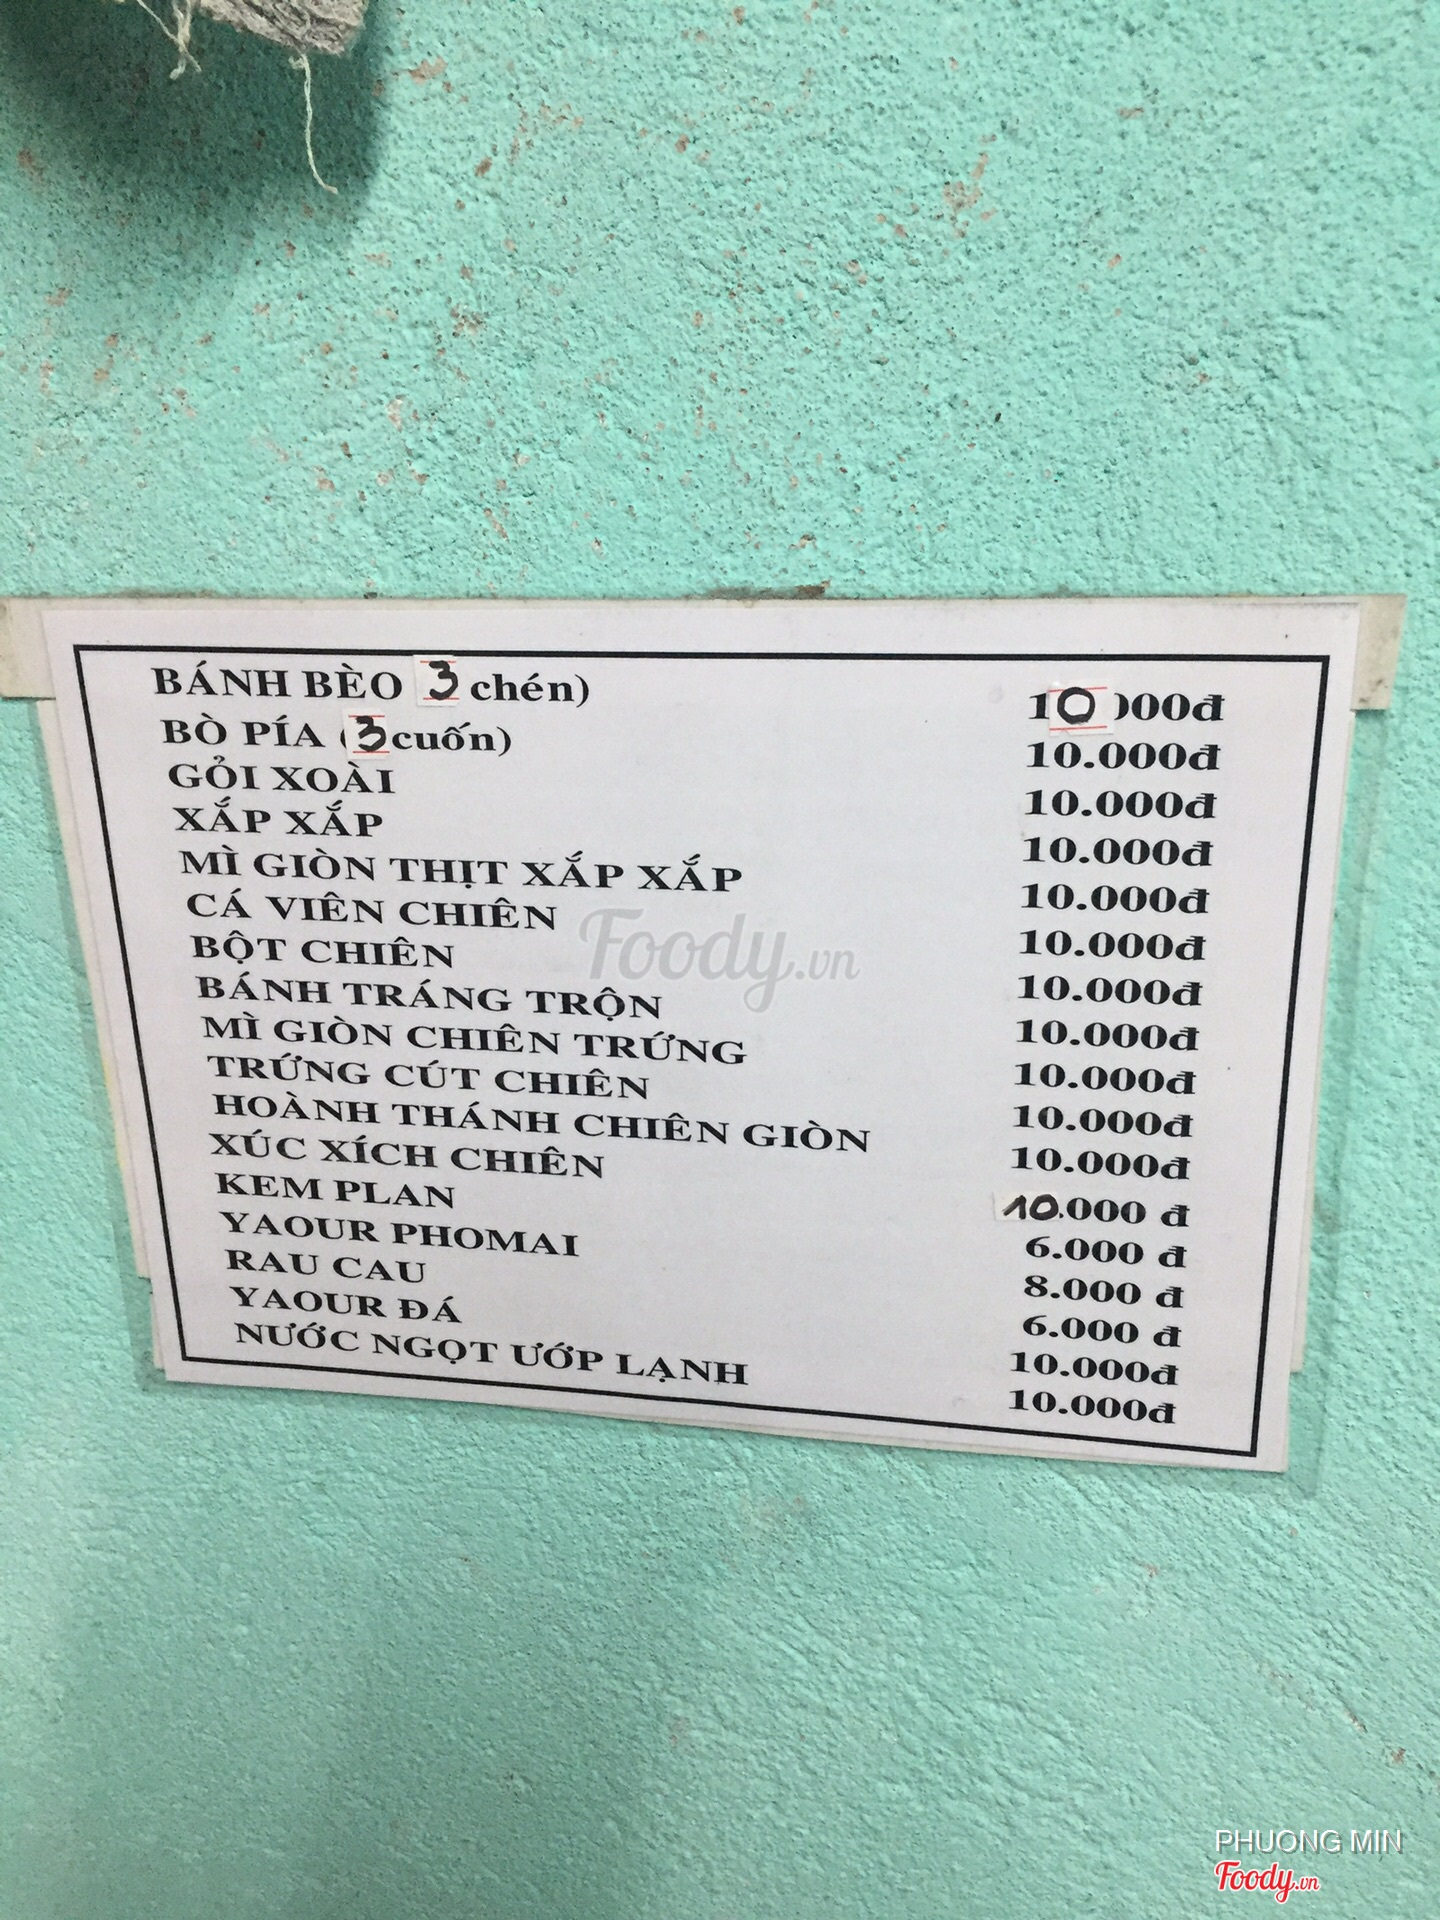 BÁNH BÈO 3 chén) 10 000đ
BÒ PÍA (3cuốn) 10.000đ
GỎI XOÀI 10.000đ
XẮP XẮP 10.000đ
MÌ GIÒN THỊT XẮP XẮP 10.000đ
CÁ VIÊN CHIÊN 10.000đ
BỘT CHIÊN 10.000đ
BÁNH TRÁNG TRỘN 10.000đ
MÌ GIÒN CHIÊN TRỨNG 10.000đ
TRỨNG CÚT CHIÊN 10.000đ
HOÀNH THÁNH CHIÊN GIÒN 10.000đ
XÚC XÍCH CHIÊN 10.000 đ
KEM PLAN 6.000 đ
YAOUR PHOMAI 8.000 đ
RAU CAU 6.000 đ
YAOUR ĐÁ 10.000đ
NƯỚC NGỌT ƯỚP LẠNH 10.000đ
Foody.vn
PHUONG MIN
Foody.vn